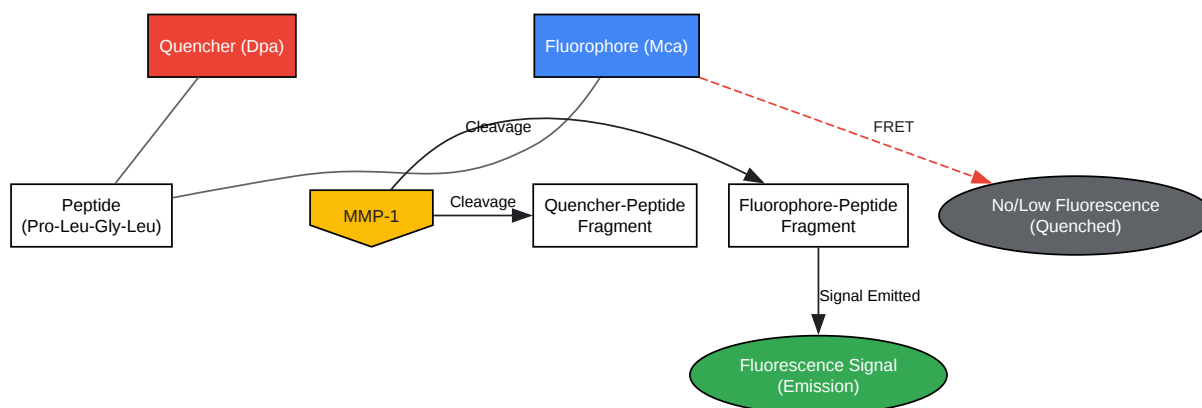 Quencher (Dpa)
Fluorophore (Mca)
Cleavage
FRET
Peptide
(Pro-Leu-Gly-Leu)
MMP-1
Cleavage
Quencher-Peptide
Fragment
Fluorophore-Peptide
Fragment
No/Low Fluorescence
(Quenched)
Signal Emitted
Fluorescence Signal
(Emission)